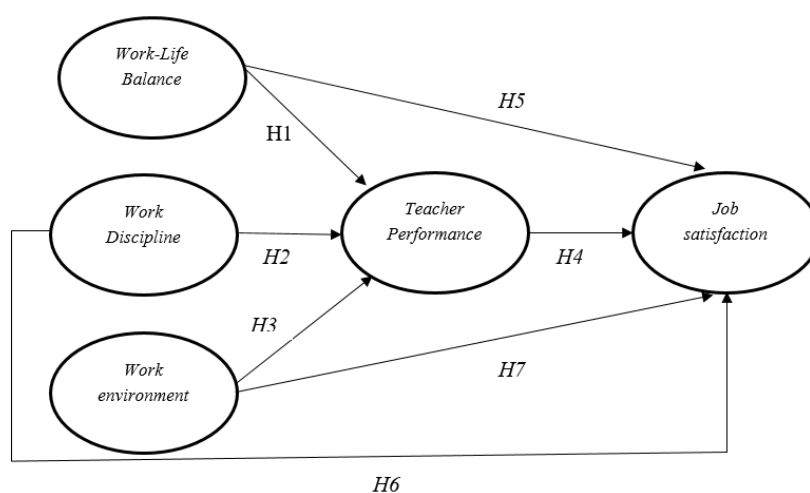 Work-Life
Balance
H5
H1
Work
Discipline
H2
Teacher
Performance
H4
Job
satisfaction
H3
Work
environment
H7
H6